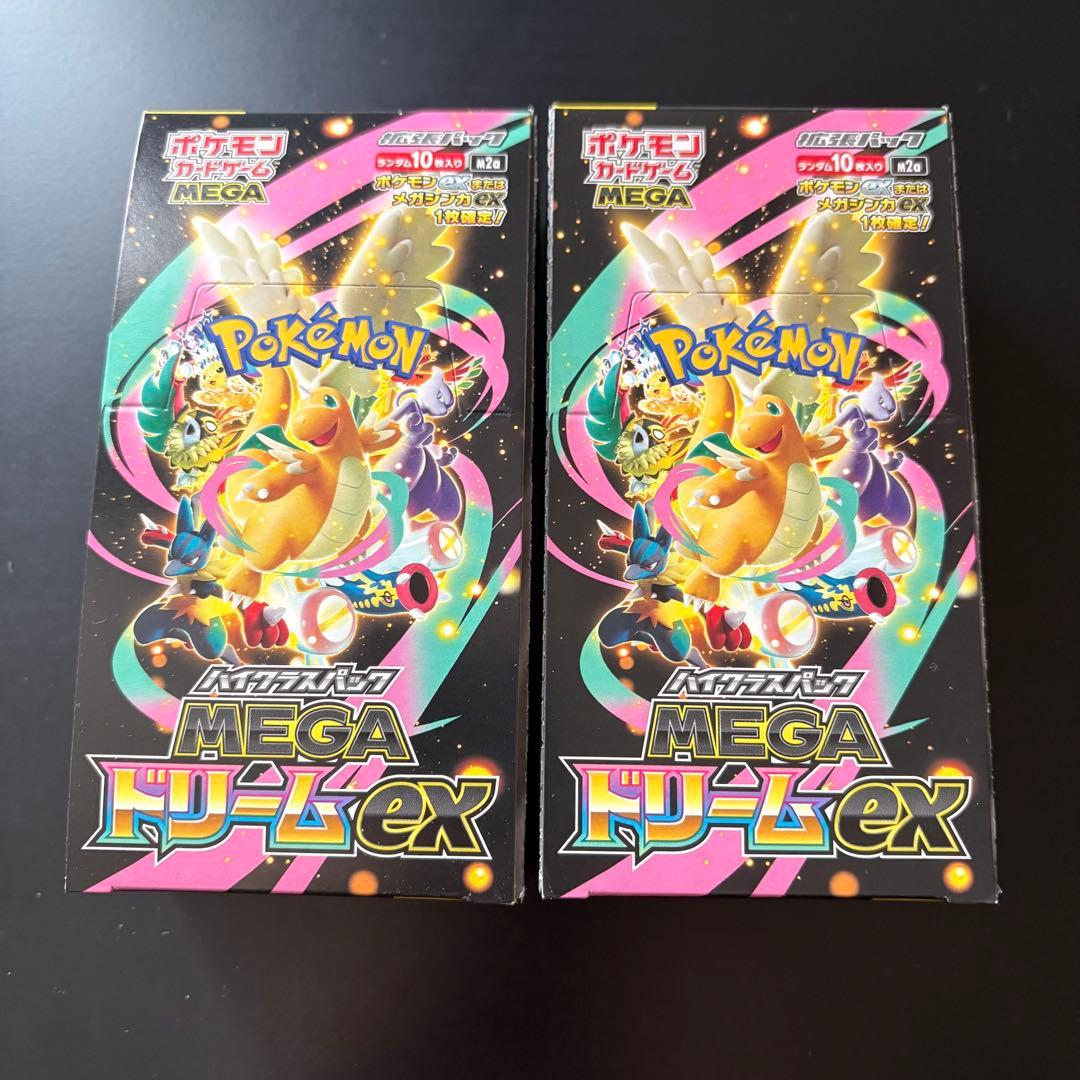 ポケモン
カードゲーム
MEGA
拡張パック
ランダム10枚入り M2a
ポケモンexまたは
メガシンカex
1枚確定!
POKéMON
TM
ハイクラスパック
MEGA
ドリームex
ポケモン
カードゲーム
MEGA
拡張パック
ランダム10枚入り M2a
ポケモンexまたは
メガシンカex
1枚確定!
POKéMON
TM
ハイクラスパック
MEGA
ドリームex